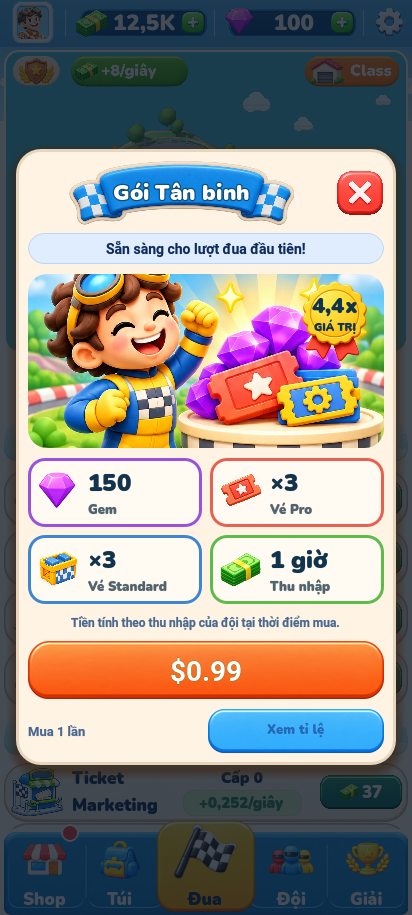 12,5K
100
+8/giây
Class
Gói Tân binh
Sẵn sàng cho lượt đua đầu tiên!
4,4x
GIÁ TRỊ
150
Gem
×3
Vé Pro
×3
Vé Standard
1 giờ
Thu nhập
Tiền tính theo thu nhập của đội tại thời điểm mua.
$0.99
Mua 1 lần
Xem tỉ lệ
Ticket
Marketing
Cấp 0
+0,252/giây
37
Shop
Túi
Đua
Đội
Giải